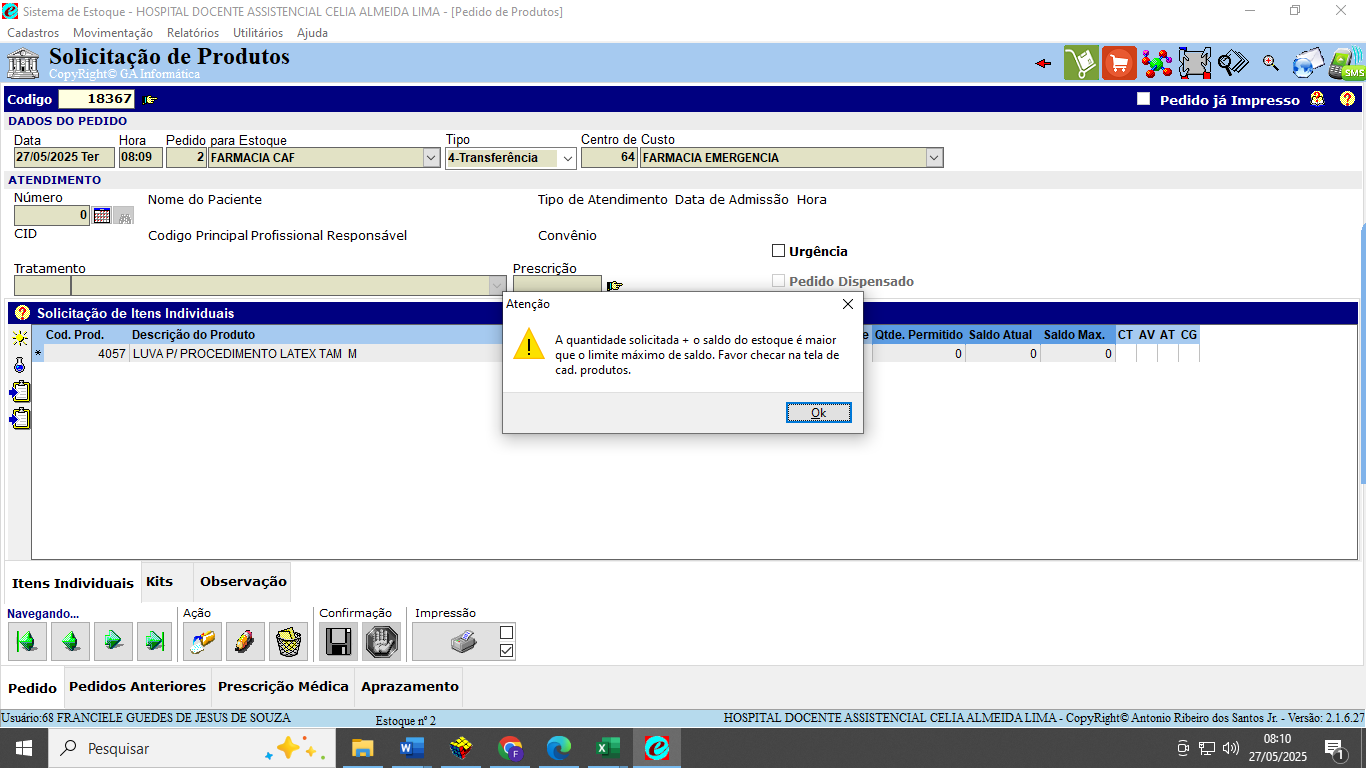 Sistema de Estoque - HOSPITAL DOCENTE ASSISTENCIAL CELIA ALMEIDA LIMA - [Pedido de Produtos]
Cadastros Movimentação Relatórios Utilitários Ajuda
Solicitação de Produtos
CopyRight© GA Informática
SMS
Codigo 18367 Pedido já Impresso
DADOS DO PEDIDO
Data Hora Pedido para Estoque Tipo Centro de Custo
27/05/2025 Ter 08:09 2 FARMACIA CAF 4-Transferência 64 FARMACIA EMERGENCIA
ATENDIMENTO
Número Nome do Paciente Tipo de Atendimento Data de Admissão Hora
0
CID Codigo Principal Profissional Responsável Convênio
Urgência
Tratamento Prescrição
Pedido Dispensado
Atenção
Solicitação de Itens Individuais
Cod. Prod. Descrição do Produto e Qtde. Permitido Saldo Atual Saldo Max. CT AV AT CG
* 4057 LUVA P/ PROCEDIMENTO LATEX TAM M 0 0 0
A quantidade solicitada + o saldo do estoque é maior
que o limite máximo de saldo. Favor checar na tela de
cad. produtos.
Ok
Itens Individuais Kits Observação
Navegando... Ação Confirmação Impressão
Pedido Pedidos Anteriores Prescrição Médica Aprazamento
Usuário:68 FRANCIELE GUEDES DE JESUS DE SOUZA Estoque nº 2 HOSPITAL DOCENTE ASSISTENCIAL CELIA ALMEIDA LIMA - CopyRight© Antonio Ribeiro dos Santos Jr. - Versão: 2.1.6.27
Pesquisar
08:10
27/05/2025
1